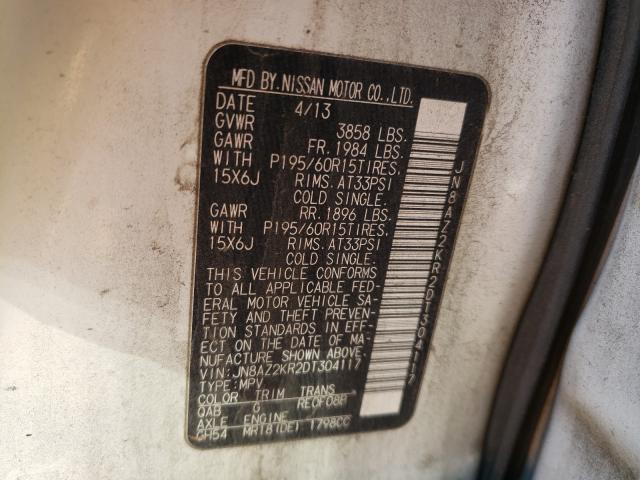 MFD BY.NISSAN MOTOR CO.,LTD.
DATE 4/13
GVWR 3858 LBS.
GAWR FR. 1984 LBS.
WITH P195/60R15TIRES,
15X6J RIMS. AT33PSI
COLD SINGLE.
GAWR RR. 1896 LBS.
WITH P195/60R15TIRES,
15X6J RIMS. AT33PSI
COLD SINGLE.
THIS VEHICLE CONFORMS
TO ALL APPLICABLE FED-
ERAL MOTOR VEHICLE SA-
FETY AND THEFT PREVEN-
TION STANDARDS IN EFF-
ECT ON THE DATE OF MA-
NUFACTURE SHOWN ABOVE.
VIN: JN8AZ2KR2DT304117
TYPE: MPV
COLOR TRIM TRANS
QAB G RE0F08B
AXLE ENGINE
CH54 MR18(DE) 1798CC
JN8AZ2KR2DT304117